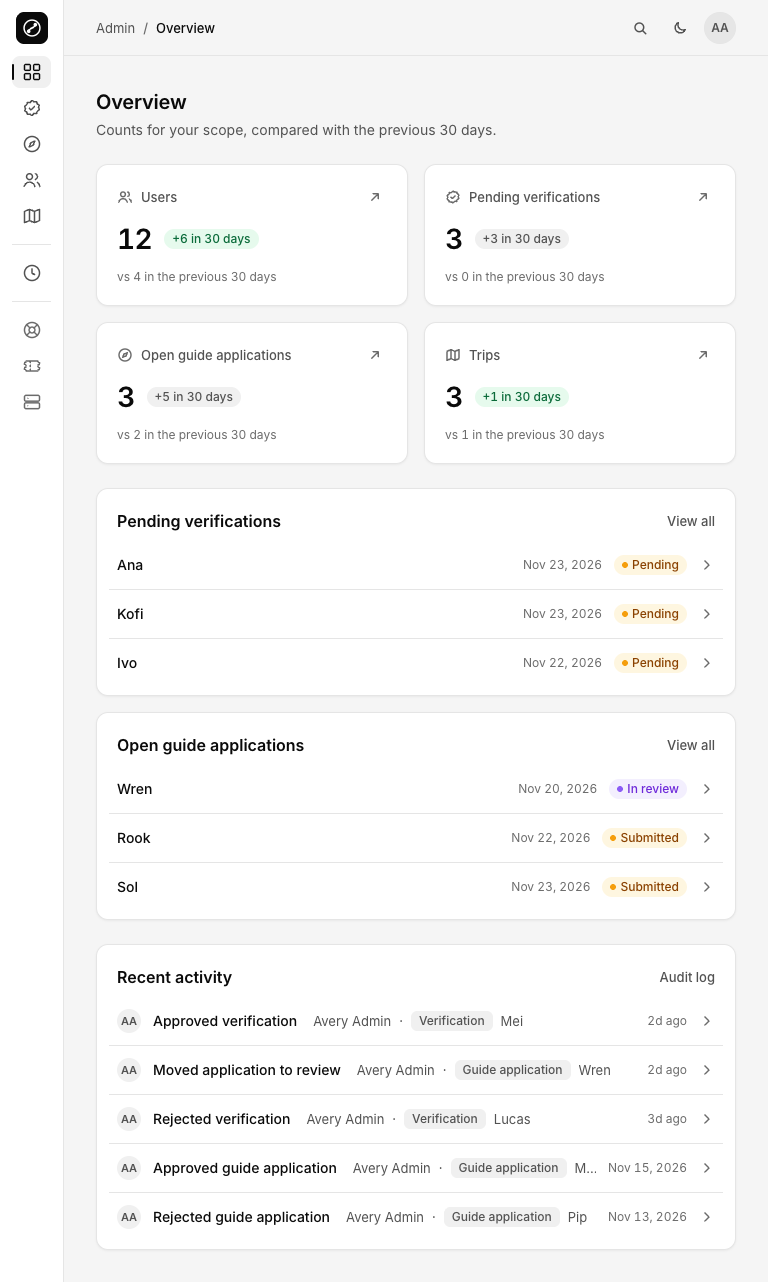 Admin / Overview
AA
Overview
Counts for your scope, compared with the previous 30 days.
Users
12 +6 in 30 days
vs 4 in the previous 30 days
Pending verifications
3 +3 in 30 days
vs 0 in the previous 30 days
Open guide applications
3 +5 in 30 days
vs 2 in the previous 30 days
Trips
3 +1 in 30 days
vs 1 in the previous 30 days
Pending verifications View all
Ana Nov 23, 2026 Pending
Kofi Nov 23, 2026 Pending
Ivo Nov 22, 2026 Pending
Open guide applications View all
Wren Nov 20, 2026 In review
Rook Nov 22, 2026 Submitted
Sol Nov 23, 2026 Submitted
Recent activity Audit log
AA Approved verification Avery Admin · Verification Mei 2d ago
AA Moved application to review Avery Admin · Guide application Wren 2d ago
AA Rejected verification Avery Admin · Verification Lucas 3d ago
AA Approved guide application Avery Admin · Guide application M... Nov 15, 2026
AA Rejected guide application Avery Admin · Guide application Pip Nov 13, 2026